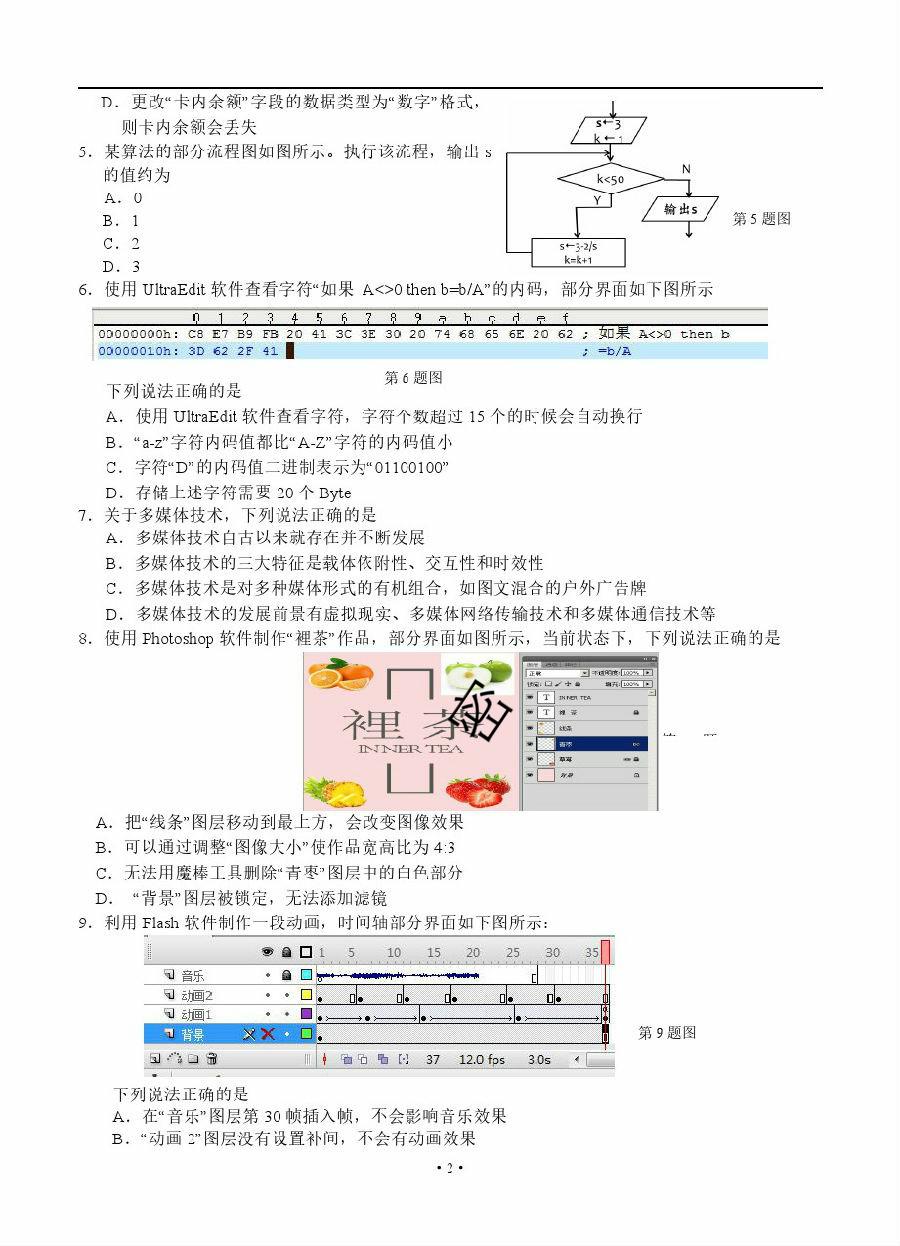 D．更改“卡内余额”字段的数据类型为“数字”格式，
则卡内余额会丢失
5．某算法的部分流程图如图所示。执行该流程，输出 s
的值约为
A．0
B．1
C．2
D．3
s←3
k←1
k<50
N
Y
输出s
s←3-2/s
k=k+1
第 5 题图
6．使用 UltraEdit 软件查看字符“如果 A<>0 then b=b/A”的内码，部分界面如下图所示
0 1 2 3 4 5 6 7 8 9 a b c d e f
00000000h: C8 E7 B9 FB 20 41 3C 3E 30 20 74 68 65 6E 20 62 ; 如果 A<>0 then b
00000010h: 3D 62 2F 41 ; =b/A
第 6 题图
下列说法正确的是
A．使用 UltraEdit 软件查看字符，字符个数超过 15 个的时候会自动换行
B．“a-z”字符内码值都比“A-Z”字符的内码值小
C．字符“D”的内码值二进制表示为“01100100”
D．存储上述字符需要 20 个 Byte
7．关于多媒体技术，下列说法正确的是
A．多媒体技术自古以来就存在并不断发展
B．多媒体技术的三大特征是载体依附性、交互性和时效性
C．多媒体技术是对多种媒体形式的有机组合，如图文混合的户外广告牌
D．多媒体技术的发展前景有虚拟现实、多媒体网络传输技术和多媒体通信技术等
8．使用 Photoshop 软件制作“裡茶”作品，部分界面如图所示，当前状态下，下列说法正确的是
裡 茶
INNER TEA
正常
不透明度: 100%
锁定:
填充: 100%
INNER TEA
裡 茶
线条
青枣
草莓
背景
A．把“线条”图层移动到最上方，会改变图像效果
B．可以通过调整“图像大小”使作品宽高比为 4:3
C．无法用魔棒工具删除“青枣”图层中的白色部分
D．“背景”图层被锁定，无法添加滤镜
9．利用 Flash 软件制作一段动画，时间轴部分界面如下图所示：
1 5 10 15 20 25 30 35
音乐
动画2
动画1
背景
37 12.0 fps 3.0s
第 9 题图
下列说法正确的是
A．在“音乐”图层第 30 帧插入帧，不会影响音乐效果
B．“动画 2”图层没有设置补间，不会有动画效果
· 2 ·